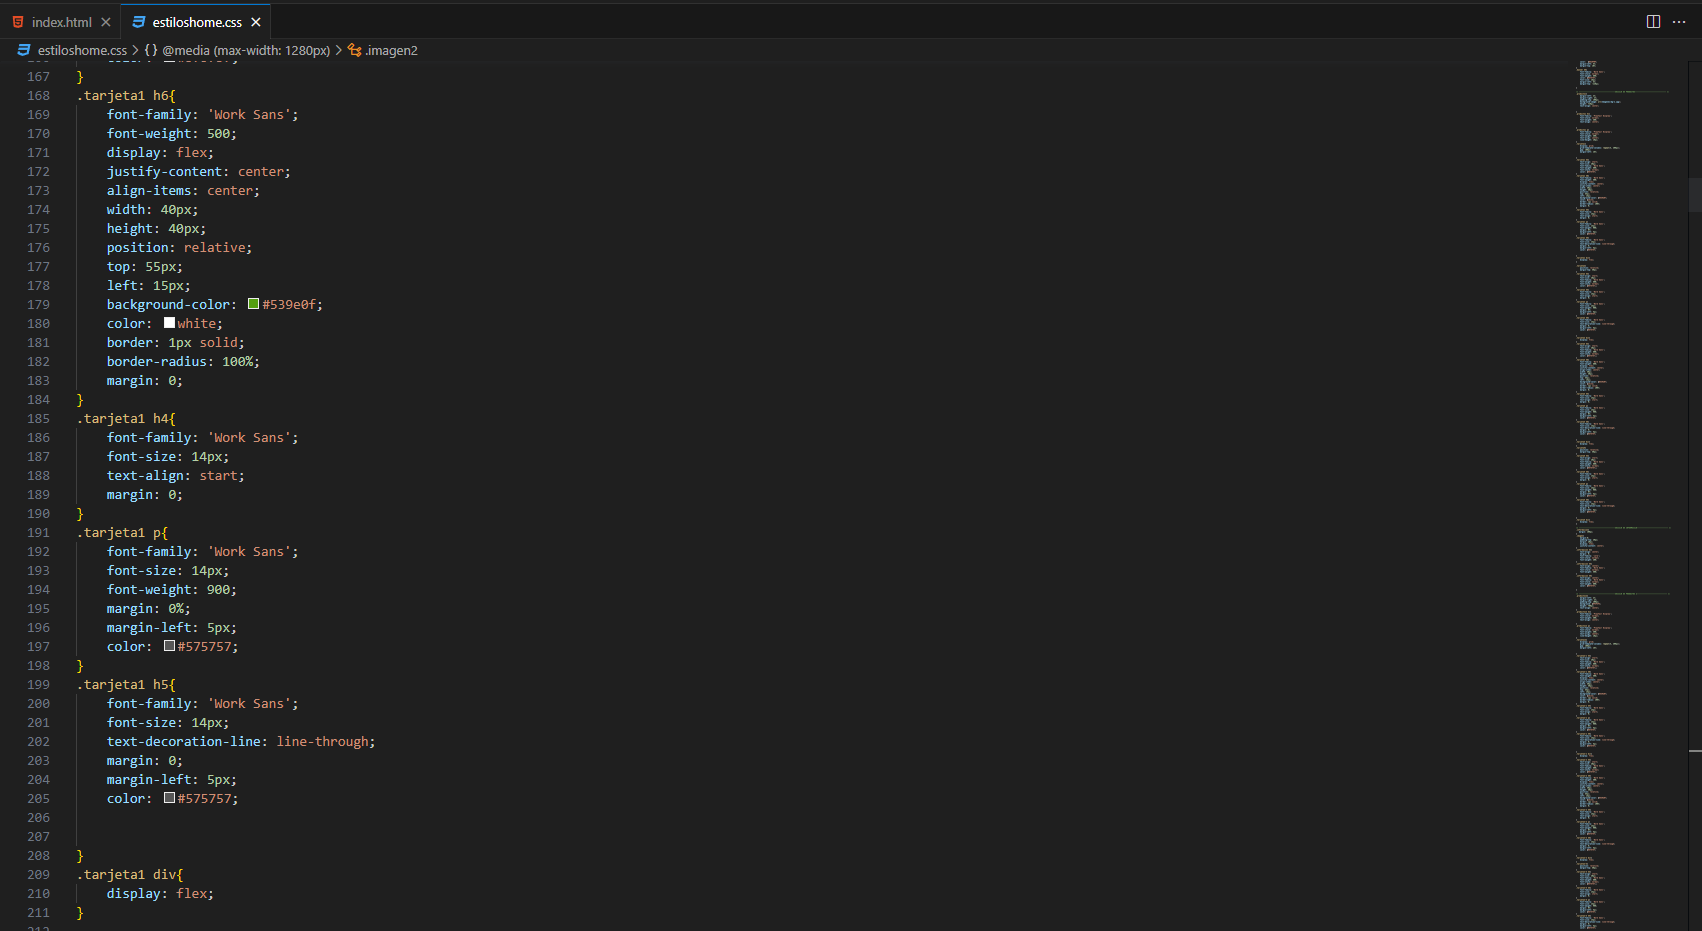 index.html
estiloshome.css
estiloshome.css > {} @media (max-width: 1280px) > .imagen2
167 }
168 .tarjeta1 h6{
169 font-family: 'Work Sans';
170 font-weight: 500;
171 display: flex;
172 justify-content: center;
173 align-items: center;
174 width: 40px;
175 height: 40px;
176 position: relative;
177 top: 55px;
178 left: 15px;
179 background-color: #539e0f;
180 color: white;
181 border: 1px solid;
182 border-radius: 100%;
183 margin: 0;
184 }
185 .tarjeta1 h4{
186 font-family: 'Work Sans';
187 font-size: 14px;
188 text-align: start;
189 margin: 0;
190 }
191 .tarjeta1 p{
192 font-family: 'Work Sans';
193 font-size: 14px;
194 font-weight: 900;
195 margin: 0%;
196 margin-left: 5px;
197 color: #575757;
198 }
199 .tarjeta1 h5{
200 font-family: 'Work Sans';
201 font-size: 14px;
202 text-decoration-line: line-through;
203 margin: 0;
204 margin-left: 5px;
205 color: #575757;
206
207
208 }
209 .tarjeta1 div{
210 display: flex;
211 }